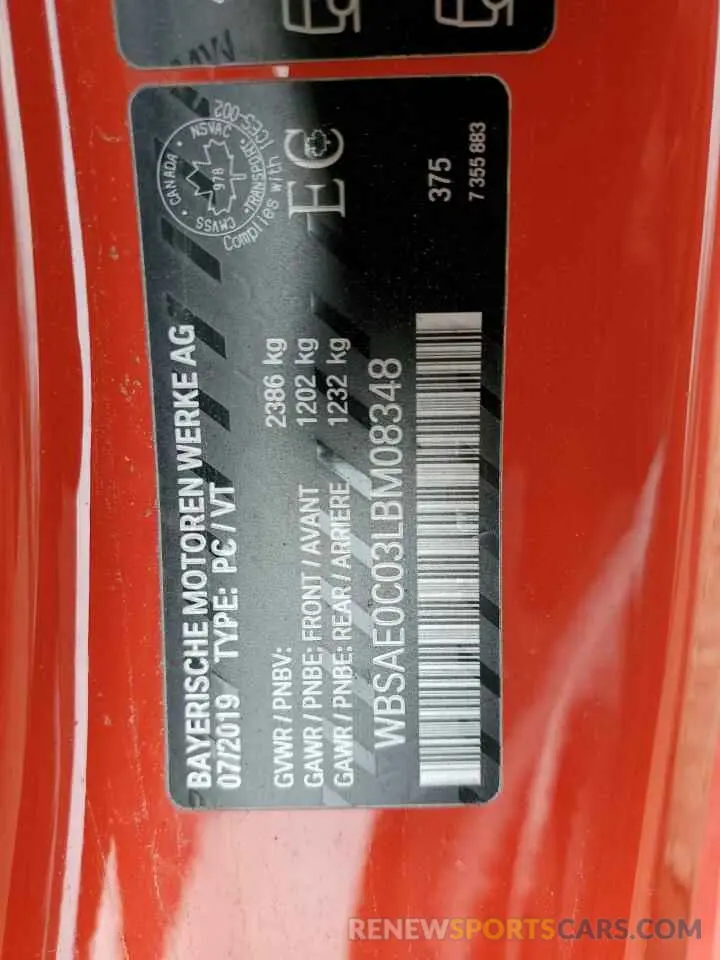 BAYERISCHE MOTOREN WERKE AG
07/2019 TYPE: PC / VT
GVWR / PNBV: 2386 kg
GAWR / PNBE: FRONT / AVANT 1202 kg
GAWR / PNBE: REAR / ARRIERE 1232 kg
WBSAE0C03LBM08348
CANADA · NSVAC · TRANSPORT · CMVSS
978
Complies with ICES-002
EC
375
7 355 883
RENEWSPORTSCARS.COM